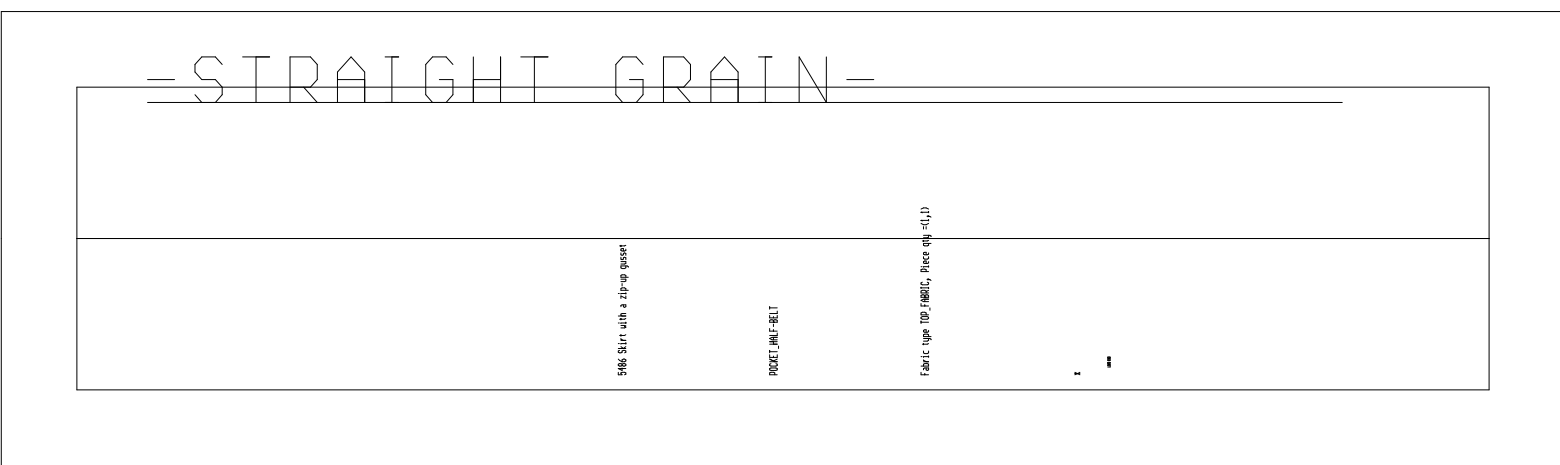 -STRAIGHT GRAIN-
5486 Skirt with a zip-up gusset
POCKET_HALF-BELT
Fabric type TOP_FABRIC, Piece qty =(1,1)